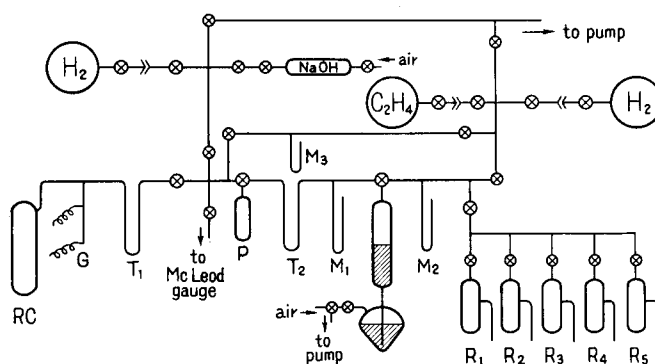 to pump
H₂
NaOH
air
C₂H₄
H₂
M₃
RC
G
T₁
to
Mc Leod
gauge
P
T₂
M₁
M₂
air
to
pump
R₁
R₂
R₃
R₄
R₅